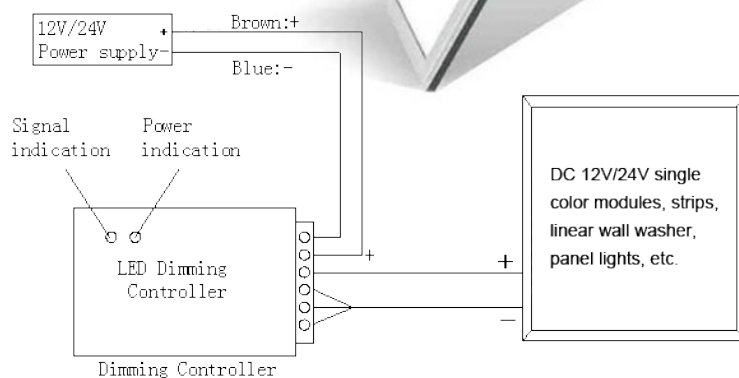 12V/24V +
Power supply-
Brown:+
Blue:-
Signal
indication
Power
indication
LED Dimming
Controller
+
+
-
DC 12V/24V single
color modules, strips,
linear wall washer,
panel lights, etc.
Dimming Controller